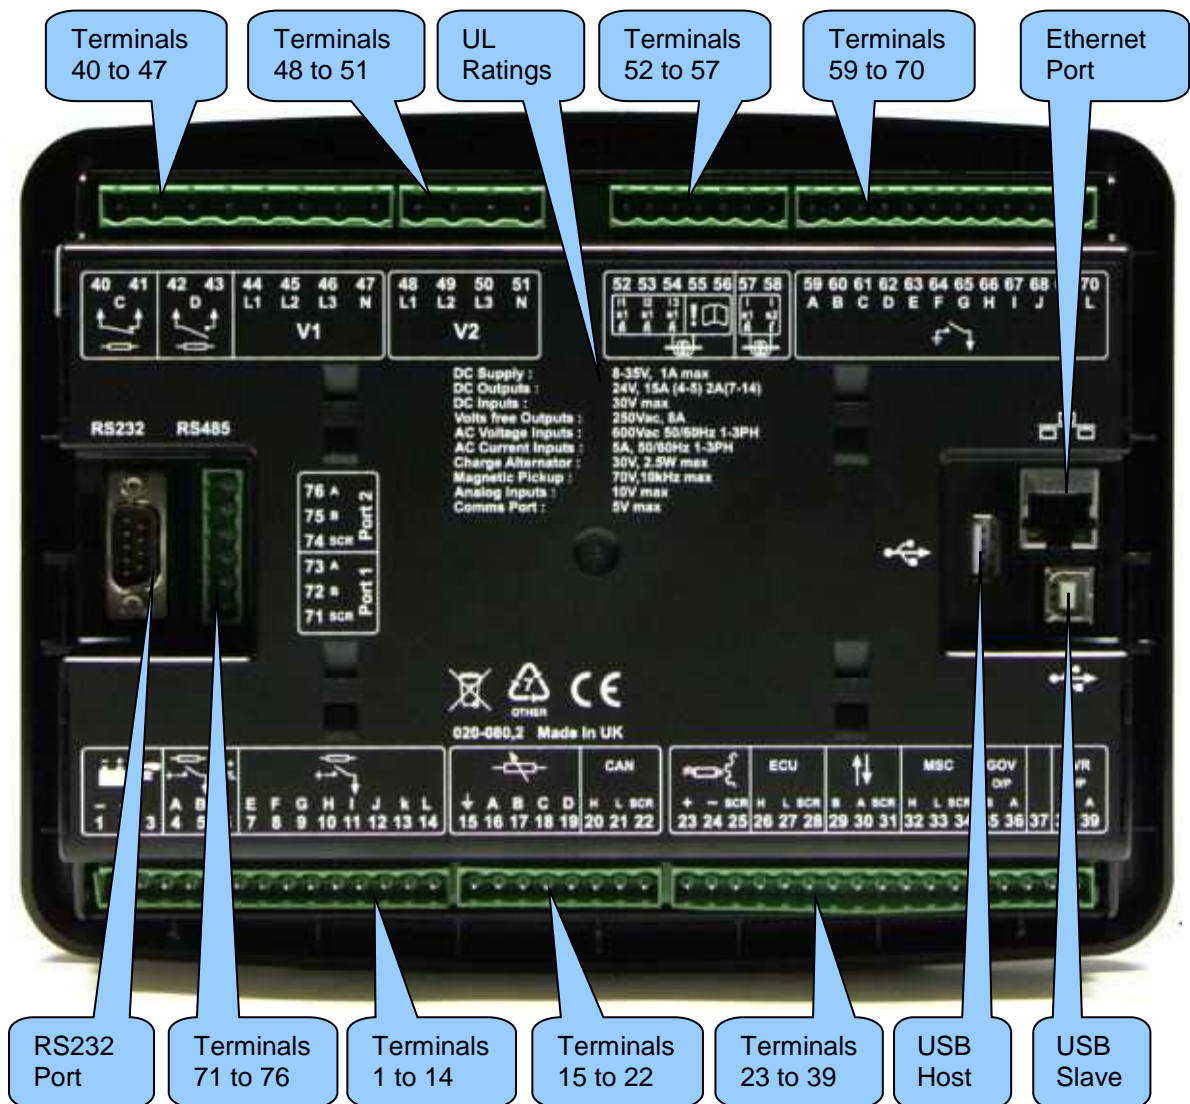 Terminals
40 to 47
Terminals
48 to 51
UL
Ratings
Terminals
52 to 57
Terminals
59 to 70
Ethernet
Port
40 41
C
42 43
D
44 45 46 47
L1 L2 L3 N
V1
48 49 50 51
L1 L2 L3 N
V2
52 53 54 55 56 57 58
59 60 61 62 63 64 65 66 67 68 70
A B C D E F G H I J L
DC Supply : 8-35V, 1A max
DC Outputs : 24V, 15A (4-5) 2A(7-14)
DC Inputs : 30V max
Volts free Outputs : 250Vac, 8A
AC Voltage Inputs : 600Vac 50/60Hz 1-3PH
AC Current Inputs : 5A, 50/60Hz 1-3PH
Charge Alternator : 30V, 2.5W max
Magnetic Pickup : 70V,10kHz max
Analog Inputs : 10V max
Comms Port : 5V max
RS232 RS485
76 A
75 B
74 SCR
Port 2
73 A
72 B
71 SCR
Port 1
7
OTHER
CE
020-080,2 Made In UK
CAN
ECU
MSC
GOV
O/P
A B
E F G H I J k L
A B C D
H L SCR
+ - SCR
H L SCR
B A SCR
H L SCR
A
A
1 3 4 5 7 8 9 10 11 12 13 14
15 16 17 18 19 20 21 22
23 24 25 26 27 28 29 30 31 32 33 34 36 37 39
RS232
Port
Terminals
71 to 76
Terminals
1 to 14
Terminals
15 to 22
Terminals
23 to 39
USB
Host
USB
Slave